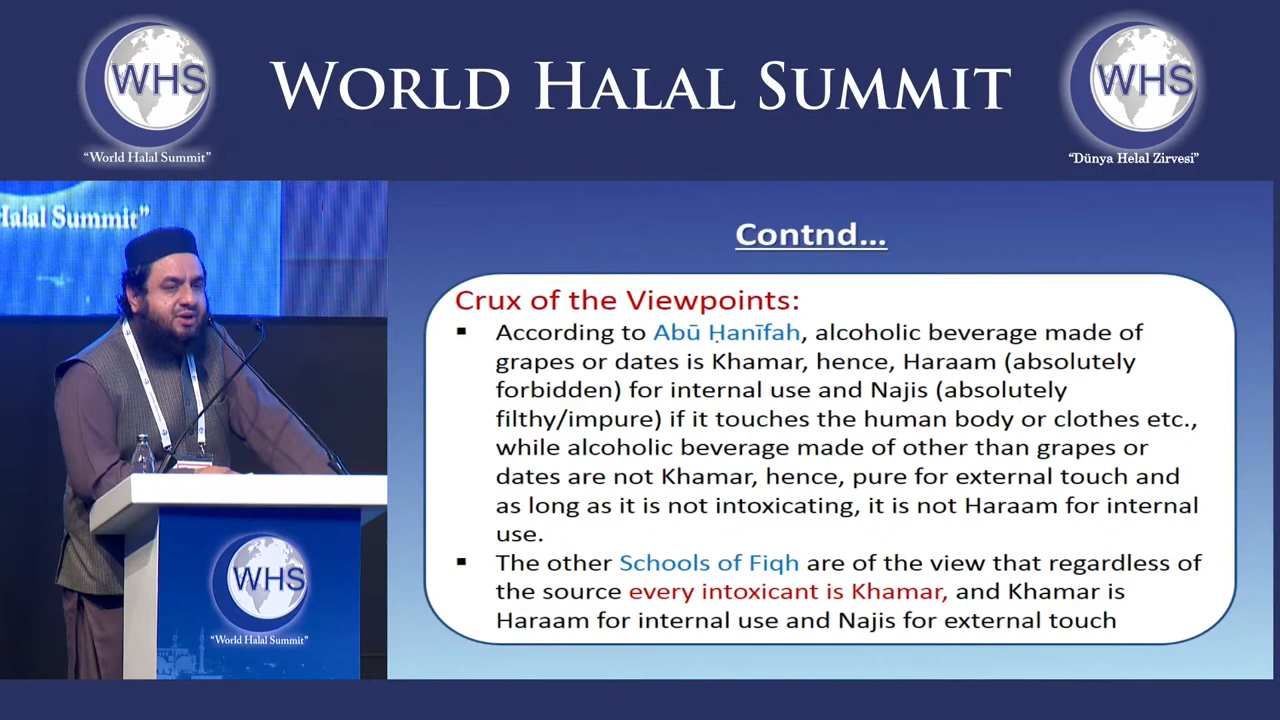 WHS
"World Halal Summit"
WORLD HALAL SUMMIT
WHS
"Dünya Helal Zirvesi"
Halal Summit"
Contnd...
Crux of the Viewpoints:
▪ According to Abū Ḥanīfah, alcoholic beverage made of
grapes or dates is Khamar, hence, Haraam (absolutely
forbidden) for internal use and Najis (absolutely
filthy/impure) if it touches the human body or clothes etc.,
while alcoholic beverage made of other than grapes or
dates are not Khamar, hence, pure for external touch and
as long as it is not intoxicating, it is not Haraam for internal
use.
▪ The other Schools of Fiqh are of the view that regardless of
the source every intoxicant is Khamar, and Khamar is
Haraam for internal use and Najis for external touch
WHS
"World Halal Summit"